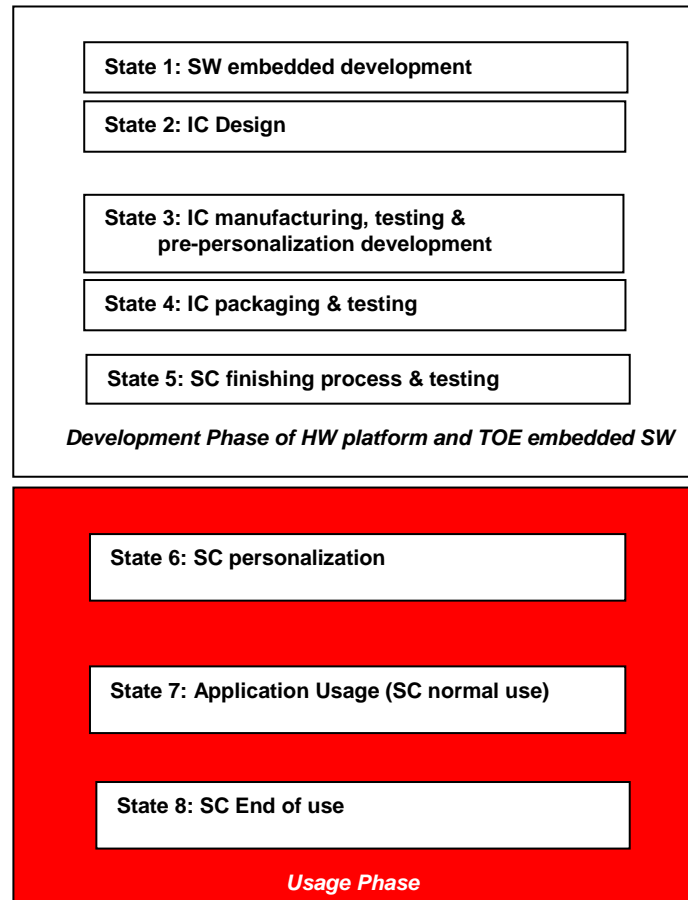 State 1: SW embedded development
State 2: IC Design
State 3: IC manufacturing, testing &
pre-personalization development
State 4: IC packaging & testing
State 5: SC finishing process & testing
Development Phase of HW platform and TOE embedded SW
State 6: SC personalization
State 7: Application Usage (SC normal use)
State 8: SC End of use
Usage Phase